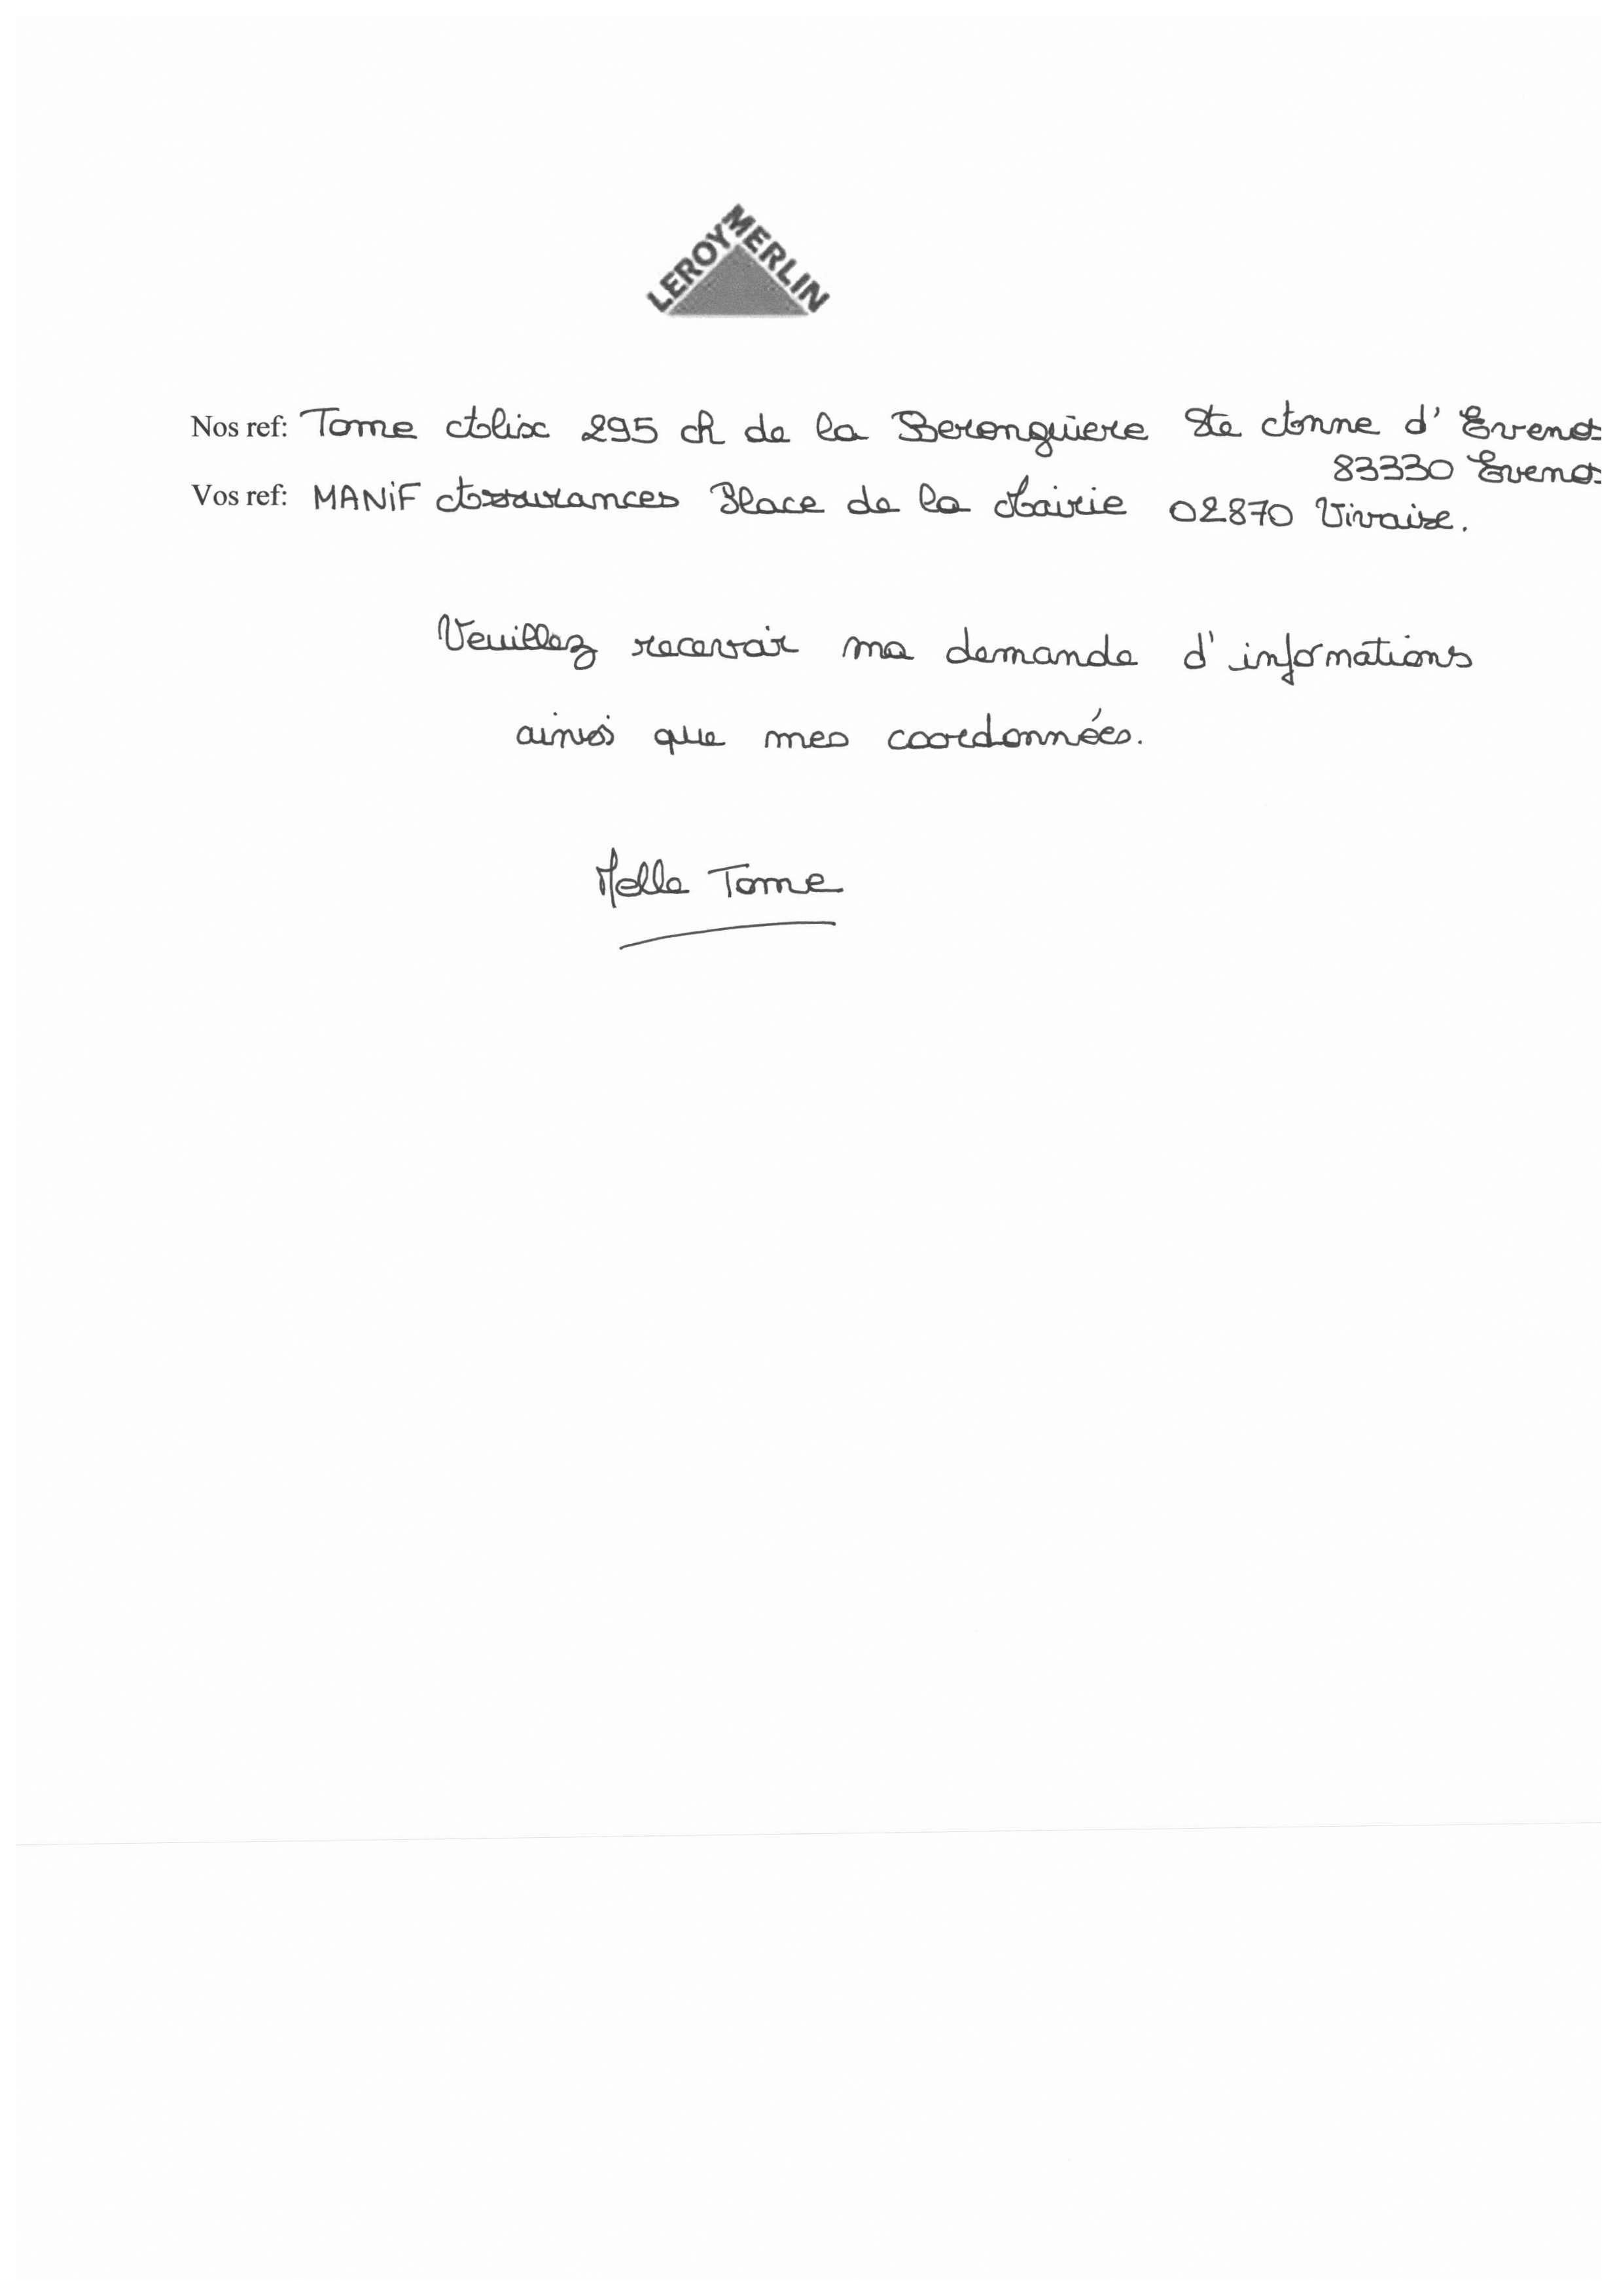 LEROY MERLIN
Nos ref: Tome Alix 295 ch de la Berenguiere Ste Anne d'Evenos
83330 Evenos
Vos ref: MANiF Assurances Place de la Mairie 02870 Vivaise.
Veuillez recevoir ma demande d'informations
ainsi que mes coordonnées.
Melle Tome